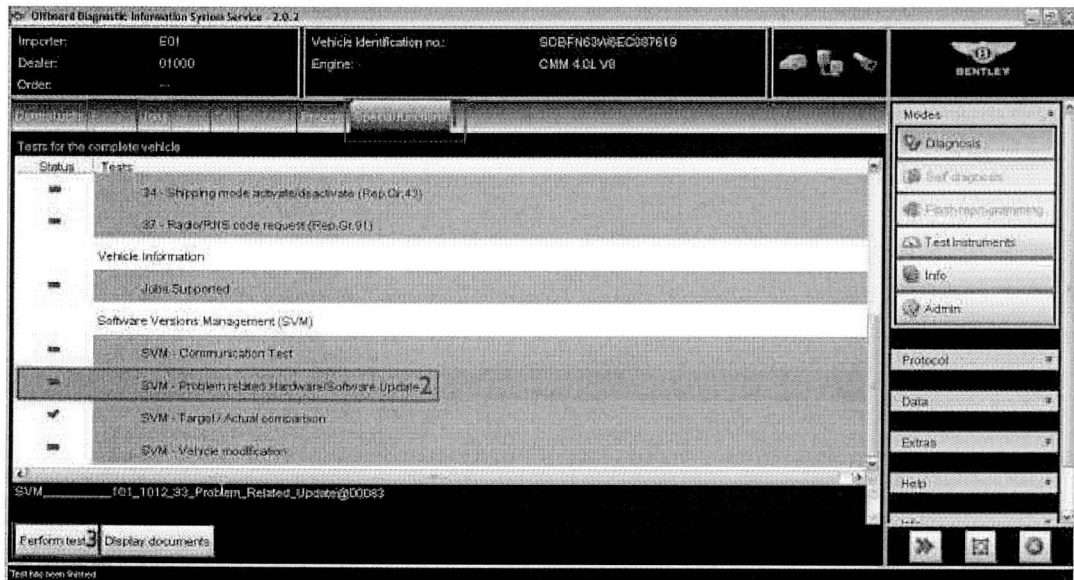 Offboard Diagnostic Information System Service - 2.0.2
Importer: E01
Dealer: 01000
Order: ---
Vehicle Identification no.:
Engine: CMM 4.0L V8
BENTLEY
Special functions 1
Tests for the complete vehicle
Status Tests
34 - Shipping mode activate/deactivate (Rep.Gr.43)
37 - Radio/RNS code request (Rep.Gr.91)
Vehicle Information
Jobs Supported
Software Versions Management (SVM)
SVM - Communication Test
SVM - Problem related Hardware/Software Update 2
SVM - Target / Actual comparison
SVM - Vehicle modification
SVM________101_1012_33_Problem_Related_Update@D0083
Perform test 3 Display documents
Test has been finished
Modes
Diagnosis
Self diagnosis
Flash reprogramming
Test Instruments
Info
Admin
Protocol
Data
Extras
Help